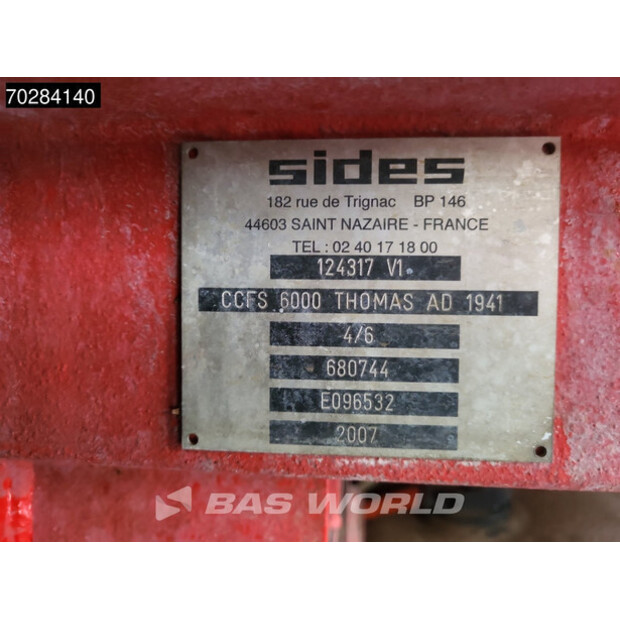 70284140
sides
182 rue de Trignac BP 146
44603 SAINT NAZAIRE - FRANCE
TEL : 02 40 17 18 00
124317 V1
CCFS 6000 THOMAS AD 1941
4/6
680744
E096532
2007
BAS WORLD